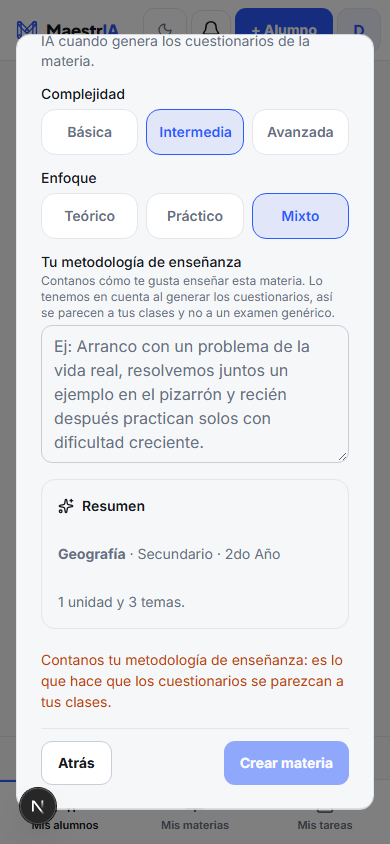 MaestrIA
+ Alumno
D
IA cuando genera los cuestionarios de la
materia.
Complejidad
Básica
Intermedia
Avanzada
Enfoque
Teórico
Práctico
Mixto
Tu metodología de enseñanza
Contanos cómo te gusta enseñar esta materia. Lo
tenemos en cuenta al generar los cuestionarios, así
se parecen a tus clases y no a un examen genérico.
Ej: Arranco con un problema de la
vida real, resolvemos juntos un
ejemplo en el pizarrón y recién
después practican solos con
dificultad creciente.
Resumen
Geografía · Secundario · 2do Año
1 unidad y 3 temas.
Contanos tu metodología de enseñanza: es lo
que hace que los cuestionarios se parezcan a
tus clases.
Atrás
Crear materia
N
Mis alumnos
Mis materias
Mis tareas